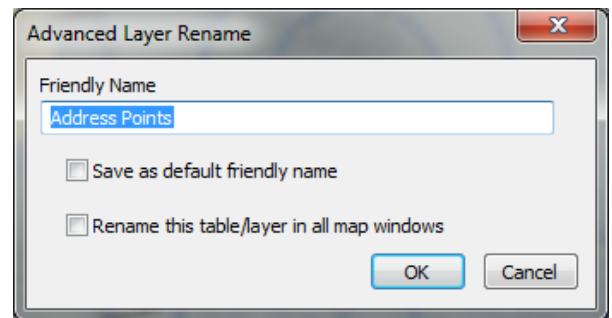 Advanced Layer Rename
Friendly Name
Address Points
Save as default friendly name
Rename this table/layer in all map windows
OK
Cancel